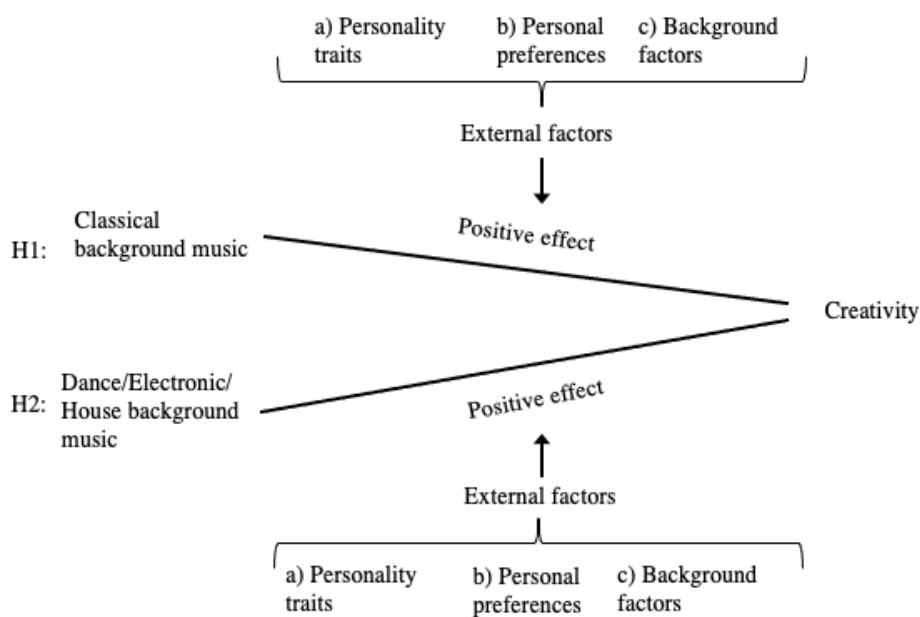 a) Personality traits
b) Personal preferences
c) Background factors
External factors
Positive effect
H1:
Classical
background music
Creativity
H2:
Dance/Electronic/
House background
music
Positive effect
External factors
a) Personality
traits
b) Personal
preferences
c) Background
factors